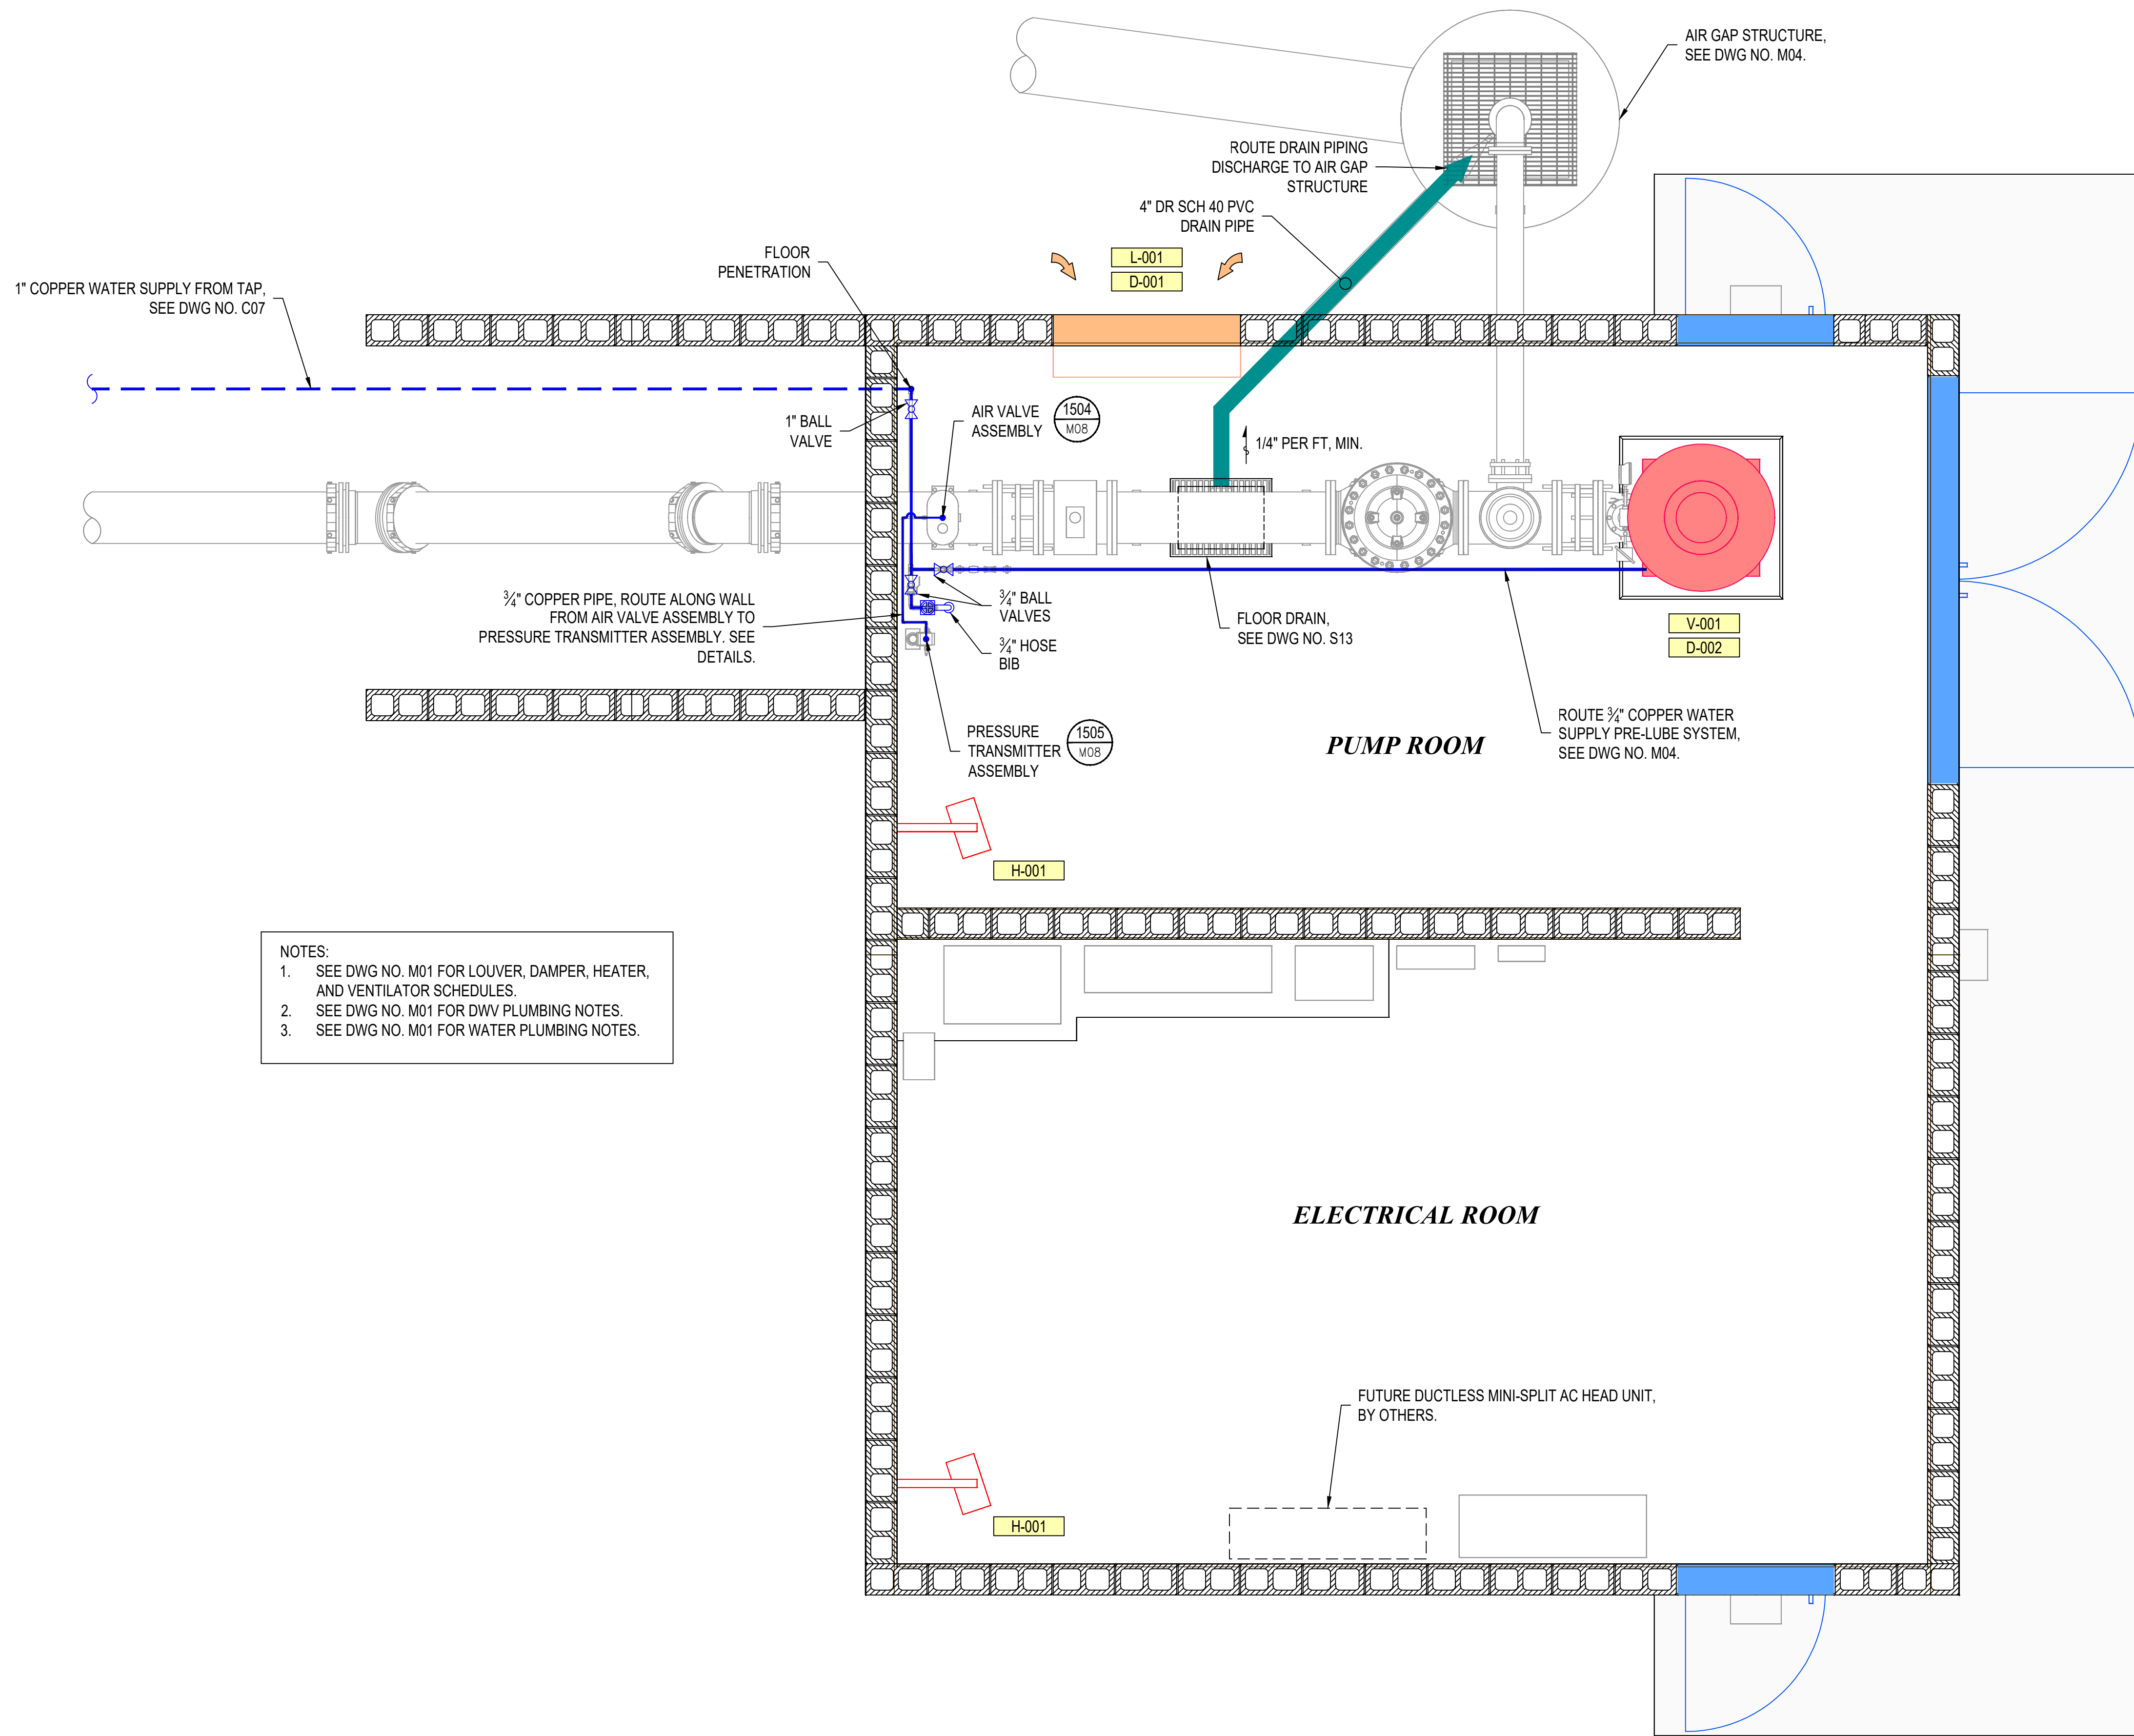 AIR GAP STRUCTURE,
SEE DWG NO. M04.
ROUTE DRAIN PIPING
DISCHARGE TO AIR GAP
STRUCTURE
4" DR SCH 40 PVC
DRAIN PIPE
L-001
D-001
FLOOR
PENETRATION
1" COPPER WATER SUPPLY FROM TAP,
SEE DWG NO. C07
1" BALL
VALVE
AIR VALVE
ASSEMBLY
1504
M08
1/4" PER FT, MIN.
¾" COPPER PIPE, ROUTE ALONG WALL
FROM AIR VALVE ASSEMBLY TO
PRESSURE TRANSMITTER ASSEMBLY. SEE
DETAILS.
¾" BALL
VALVES
¾" HOSE
BIB
FLOOR DRAIN,
SEE DWG NO. S13
V-001
D-002
PRESSURE
TRANSMITTER
ASSEMBLY
1505
M08
PUMP ROOM
ROUTE ¾" COPPER WATER
SUPPLY PRE-LUBE SYSTEM,
SEE DWG NO. M04.
H-001
NOTES:
1. SEE DWG NO. M01 FOR LOUVER, DAMPER, HEATER,
AND VENTILATOR SCHEDULES.
2. SEE DWG NO. M01 FOR DWV PLUMBING NOTES.
3. SEE DWG NO. M01 FOR WATER PLUMBING NOTES.
ELECTRICAL ROOM
FUTURE DUCTLESS MINI-SPLIT AC HEAD UNIT,
BY OTHERS.
H-001